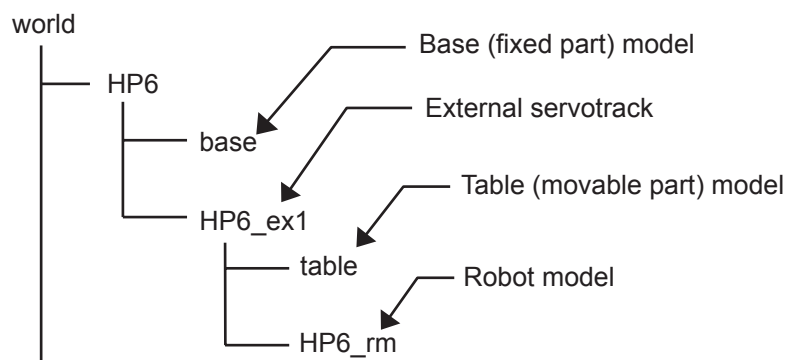 world
Base (fixed part) model
HP6
External servotrack
base
Table (movable part) model
HP6_ex1
table
Robot model
HP6_rm